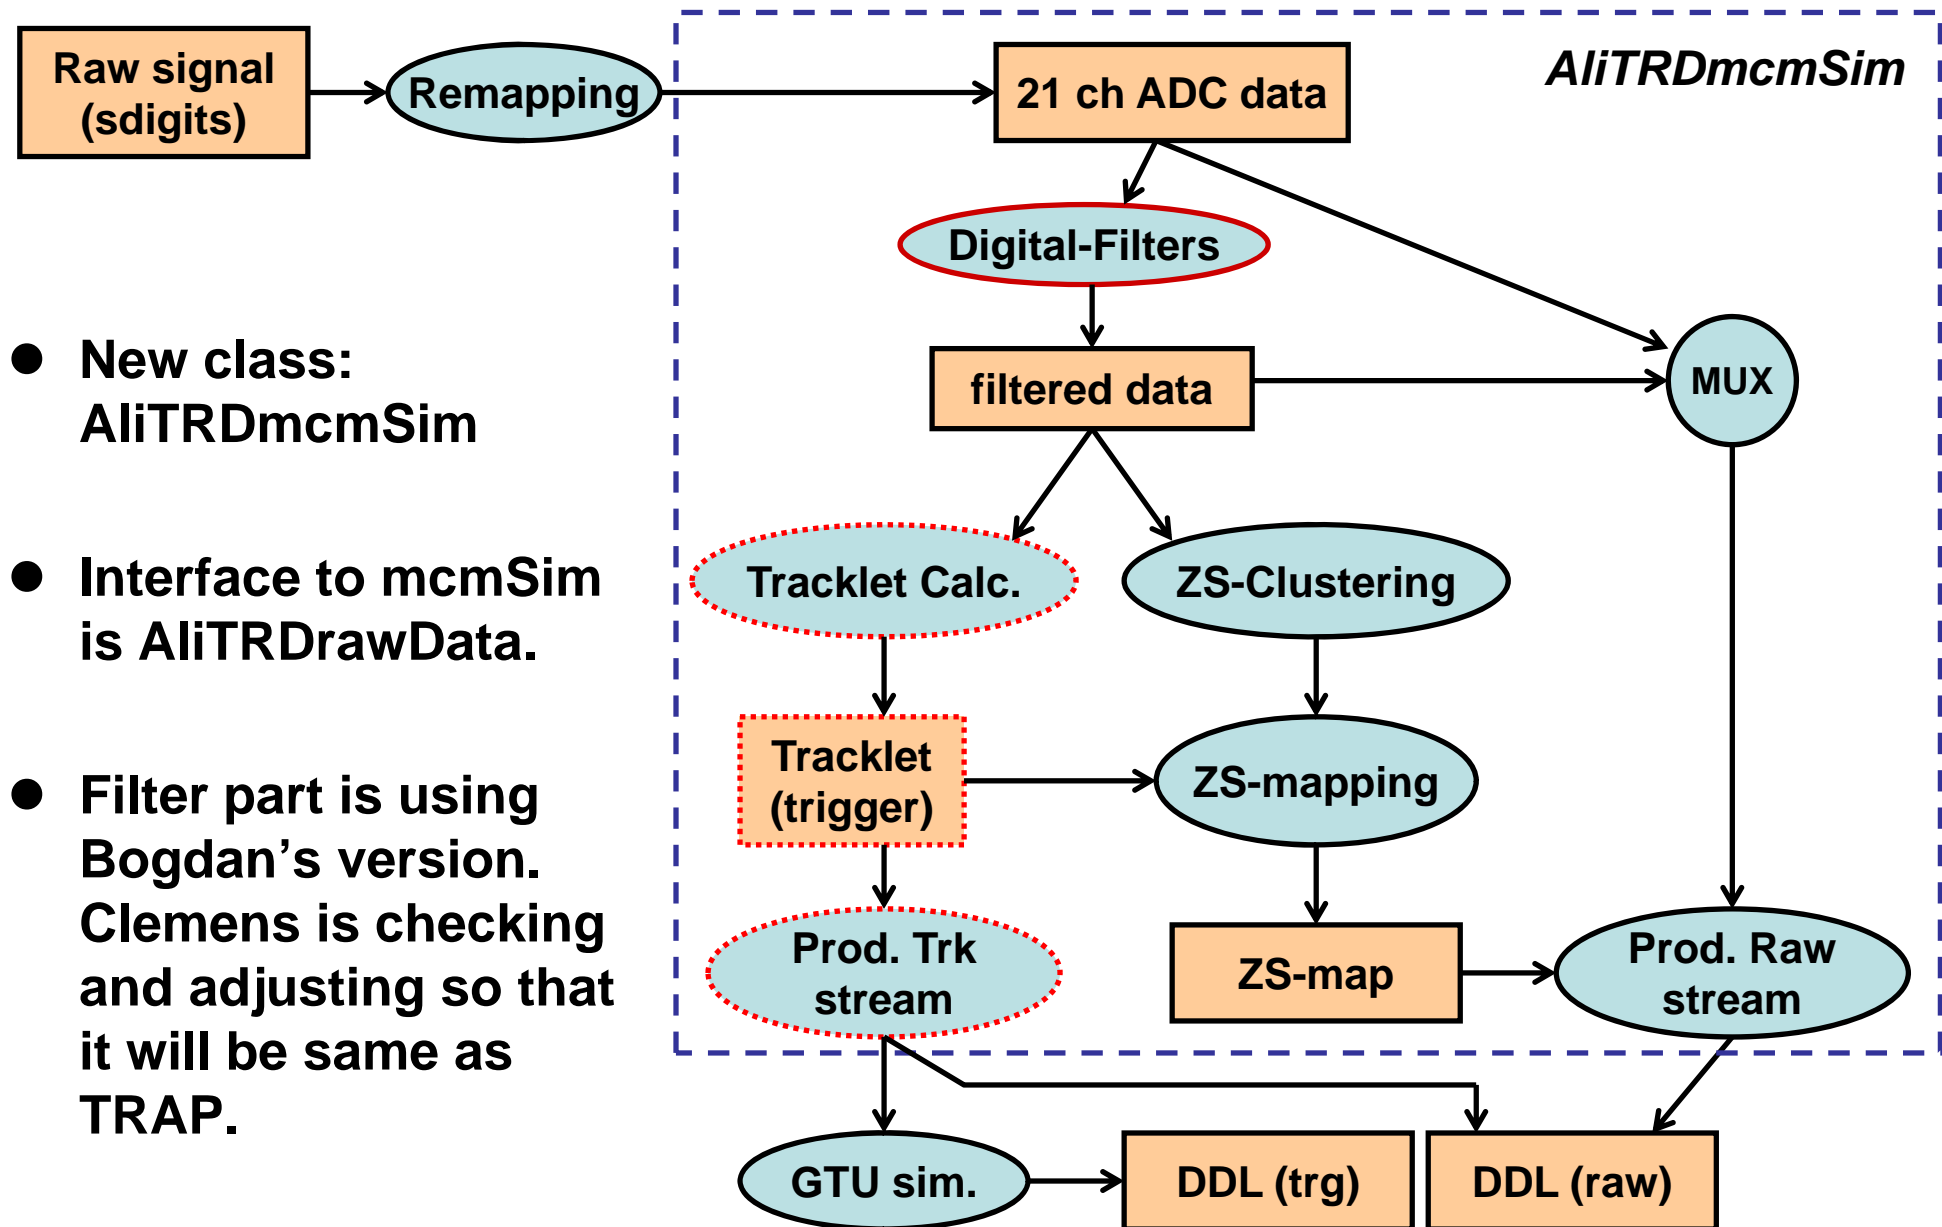 Raw signal
(sdigits)
Remapping
21 ch ADC data
AliTRDmcmSim
Digital-Filters
filtered data
MUX
Tracklet Calc.
ZS-Clustering
Tracklet
(trigger)
ZS-mapping
Prod. Trk
stream
ZS-map
Prod. Raw
stream
GTU sim.
DDL (trg)
DDL (raw)
● New class:
AliTRDmcmSim
● Interface to mcmSim
is AliTRDrawData.
● Filter part is using
Bogdan’s version.
Clemens is checking
and adjusting so that
it will be same as
TRAP.